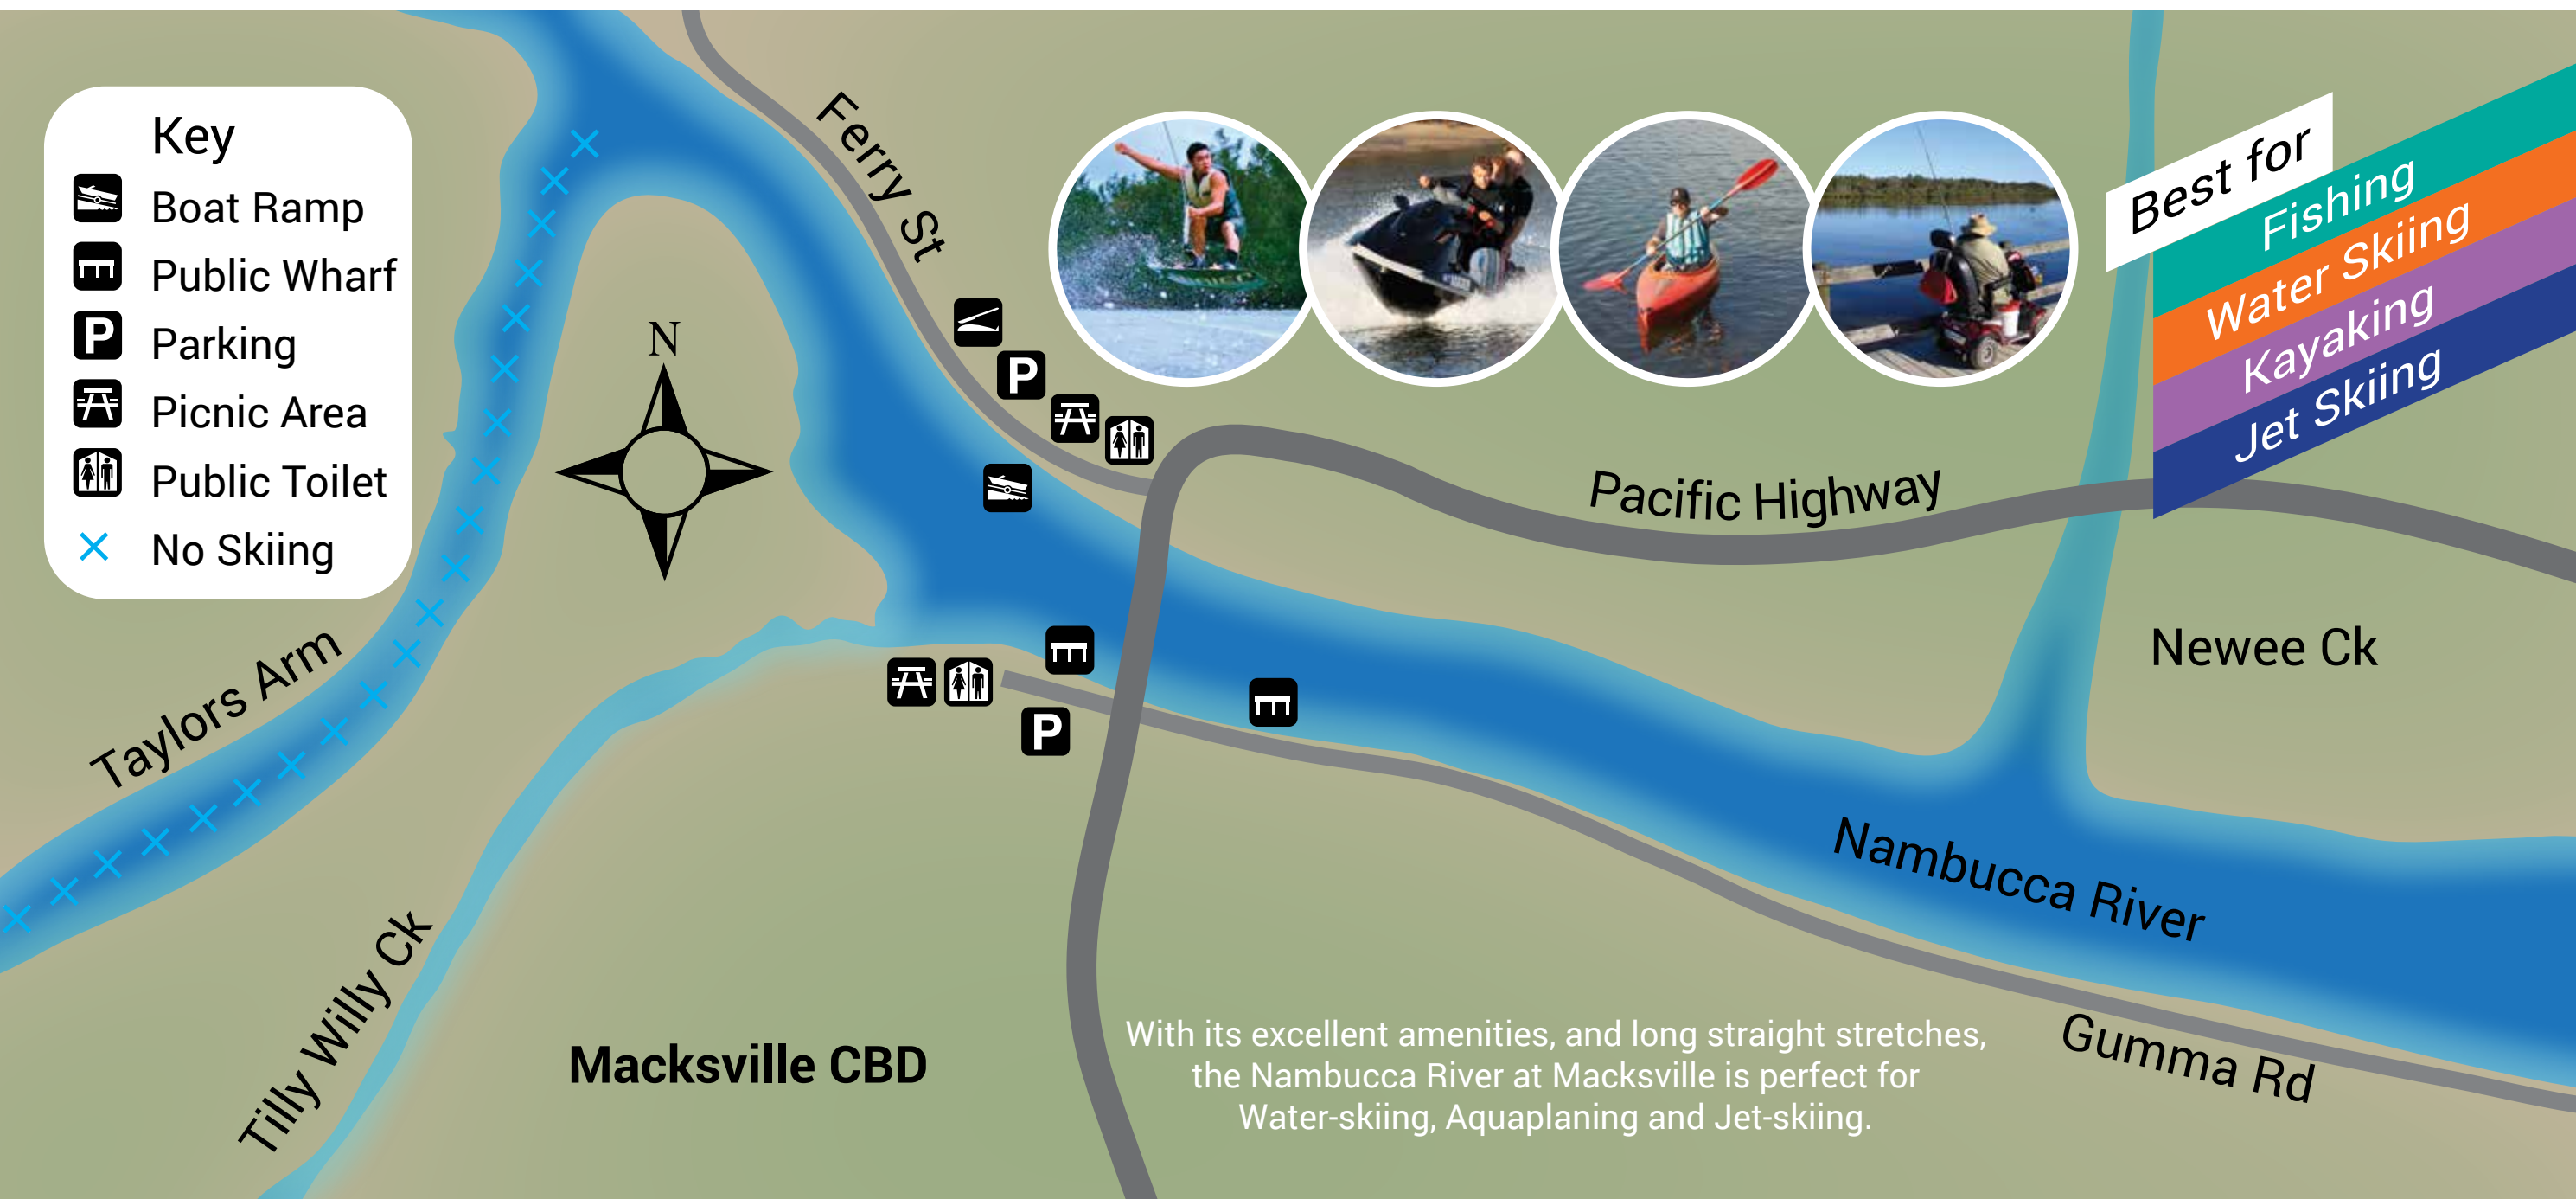 Key
Boat Ramp
Public Wharf
P
Parking
Picnic Area
Public Toilet
No Skiing
N
Ferry St
P
Best for
Fishing
Water Skiing
Kayaking
Jet Skiing
Pacific Highway
Newee Ck
Taylors Arm
P
Nambucca River
Tilly Willy Ck
Macksville CBD
With its excellent amenities, and long straight stretches,
the Nambucca River at Macksville is perfect for
Water-skiing, Aquaplaning and Jet-skiing.
Gumma Rd